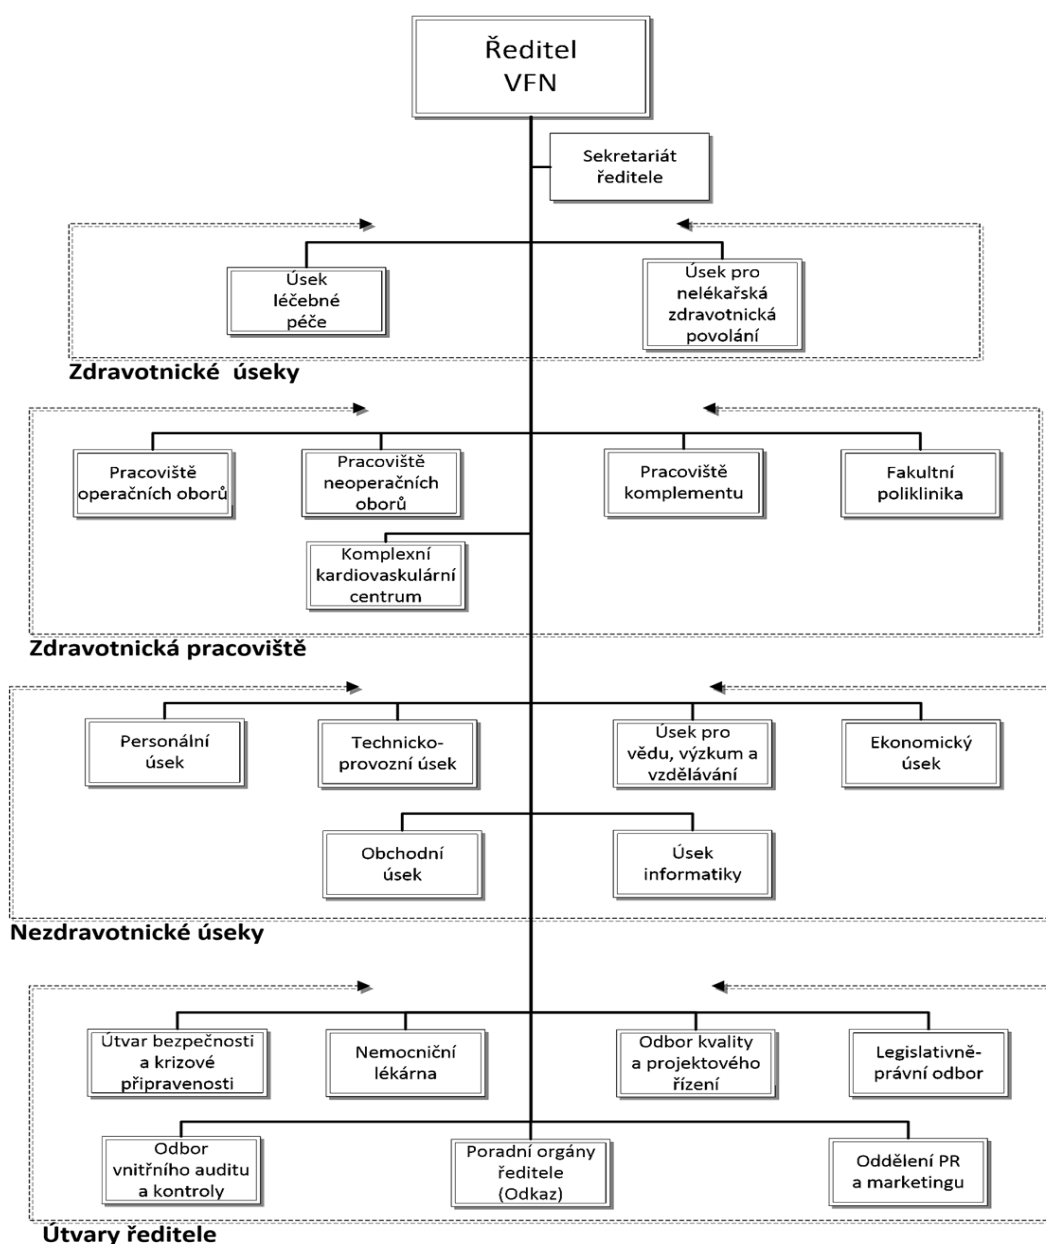 Ředitel
VFN
Sekretariát
ředitele
Úsek
léčebné
péče
Úsek pro
nelékařská
zdravotnická
povolání
Zdravotnické úseky
Pracoviště
operačních oborů
Pracoviště
neoperačních
oborů
Pracoviště
komplementu
Fakultní
poliklinika
Komplexní
kardiovaskulární
centrum
Zdravotnická pracoviště
Personální
úsek
Technicko-
provozní úsek
Úsek pro
vědu, výzkum a
vzdělávání
Ekonomický
úsek
Obchodní
úsek
Úsek
informatiky
Nezdravotnické úseky
Útvar bezpečnosti
a krizové
připravenosti
Nemocniční
lékárna
Odbor kvality
a projektového
řízení
Legislativně-
právní odbor
Odbor
vnitřního auditu
a kontroly
Poradní orgány
ředitele
(Odkaz)
Oddělení PR
a marketingu
Útvary ředitele